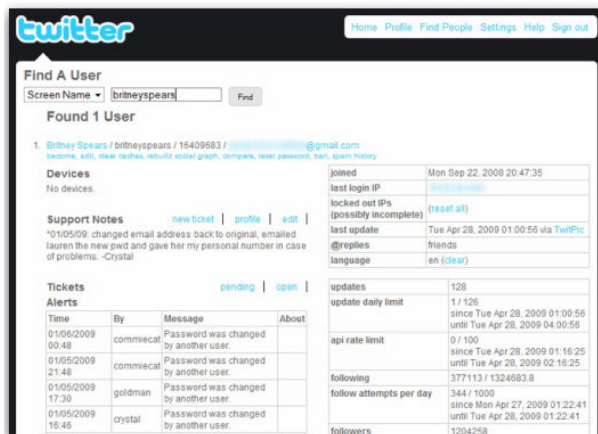 twitter
Home Profile Find People Settings Help Sign out
Find A User
Screen Name britneyspears Find
Found 1 User
1. Britney Spears / britneyspears / 16409683 / @gmail.com
become, edit, clear caches, rebuild social graph, compare, reset password, ban, spam history
Devices
No devices.
Support Notes new ticket | profile | edit |
*01/05/09: changed email address back to original, emailed
lauren the new pwd and gave her my personal number in case
of problems. -Crystal
Tickets pending | open |
Alerts
Time By Message About
01/06/2009
00:48 commiecat Password was changed
by another user.
01/05/2009
21:48 commiecat Password was changed
by another user.
01/05/2009
17:30 goldman Password was changed
by another user.
01/05/2009
16:46 crystal Password was changed
by another user.
joined Mon Sep 22, 2008 20:47:35
last login IP
locked out IPs
(possibly incomplete) (reset all)
last update Tue Apr 28, 2009 01:00:56 via TwitPic
@replies friends
language en (clear)
updates 128
update daily limit 1 / 126
since Tue Apr 28, 2009 01:00:56
until Tue Apr 28, 2009 04:00:56
api rate limit 0 / 100
since Tue Apr 28, 2009 01:16:25
until Tue Apr 28, 2009 02:16:25
following 377113 / 1324683.8
follow attempts per day 344 / 1000
since Mon Apr 27, 2009 01:22:41
until Tue Apr 28, 2009 01:22:41
followers 1204258